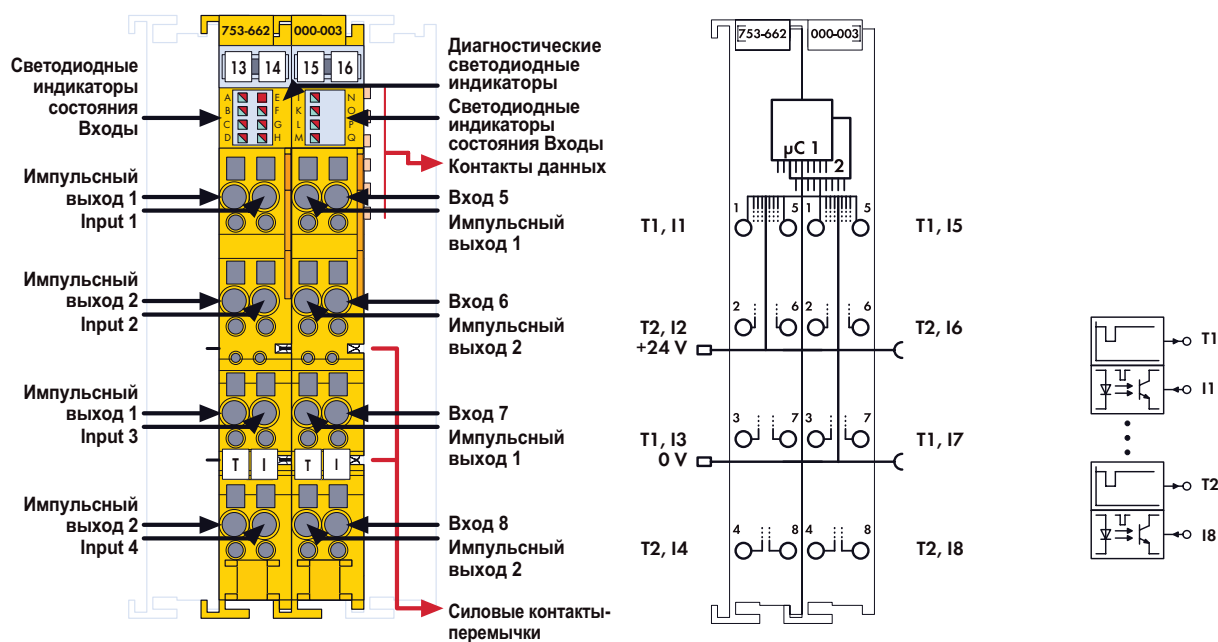 753-662
000-003
13
14
15
16
Светодиодные
индикаторы
состояния
Входы
A
B
C
D
E
F
G
H
I
K
L
M
N
O
P
Q
Диагностические
светодиодные
индикаторы
Светодиодные
индикаторы
состояния Входы
Контакты данных
Импульсный
выход 1
Input 1
Вход 5
Импульсный
выход 1
Импульсный
выход 2
Input 2
Вход 6
Импульсный
выход 2
Импульсный
выход 1
Input 3
Вход 7
Импульсный
выход 1
T
I
T
I
Импульсный
выход 2
Input 4
Вход 8
Импульсный
выход 2
Силовые контакты-
перемычки
753-662
000-003
µC 1
2
1
5
1
5
T1, I1
T1, I5
2
6
2
6
T2, I2
+24 V
T2, I6
3
7
3
7
T1, I3
0 V
T1, I7
4
8
4
8
T2, I4
T2, I8
T1
I1
T2
I8